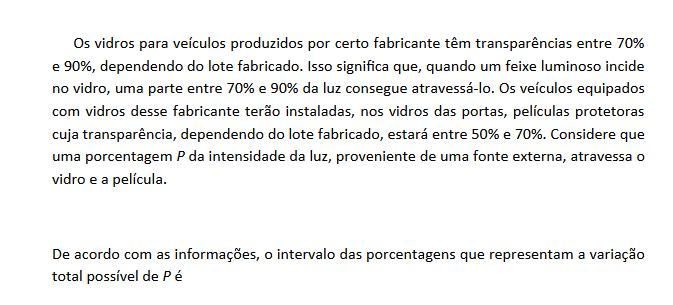 Os vidros para veículos produzidos por certo fabricante têm transparências entre 70%
e 90%, dependendo do lote fabricado. Isso significa que, quando um feixe luminoso incide
no vidro, uma parte entre 70% e 90% da luz consegue atravessá-lo. Os veículos equipados
com vidros desse fabricante terão instaladas, nos vidros das portas, películas protetoras
cuja transparência, dependendo do lote fabricado, estará entre 50% e 70%. Considere que
uma porcentagem P da intensidade da luz, proveniente de uma fonte externa, atravessa o
vidro e a película.
De acordo com as informações, o intervalo das porcentagens que representam a variação
total possível de P é